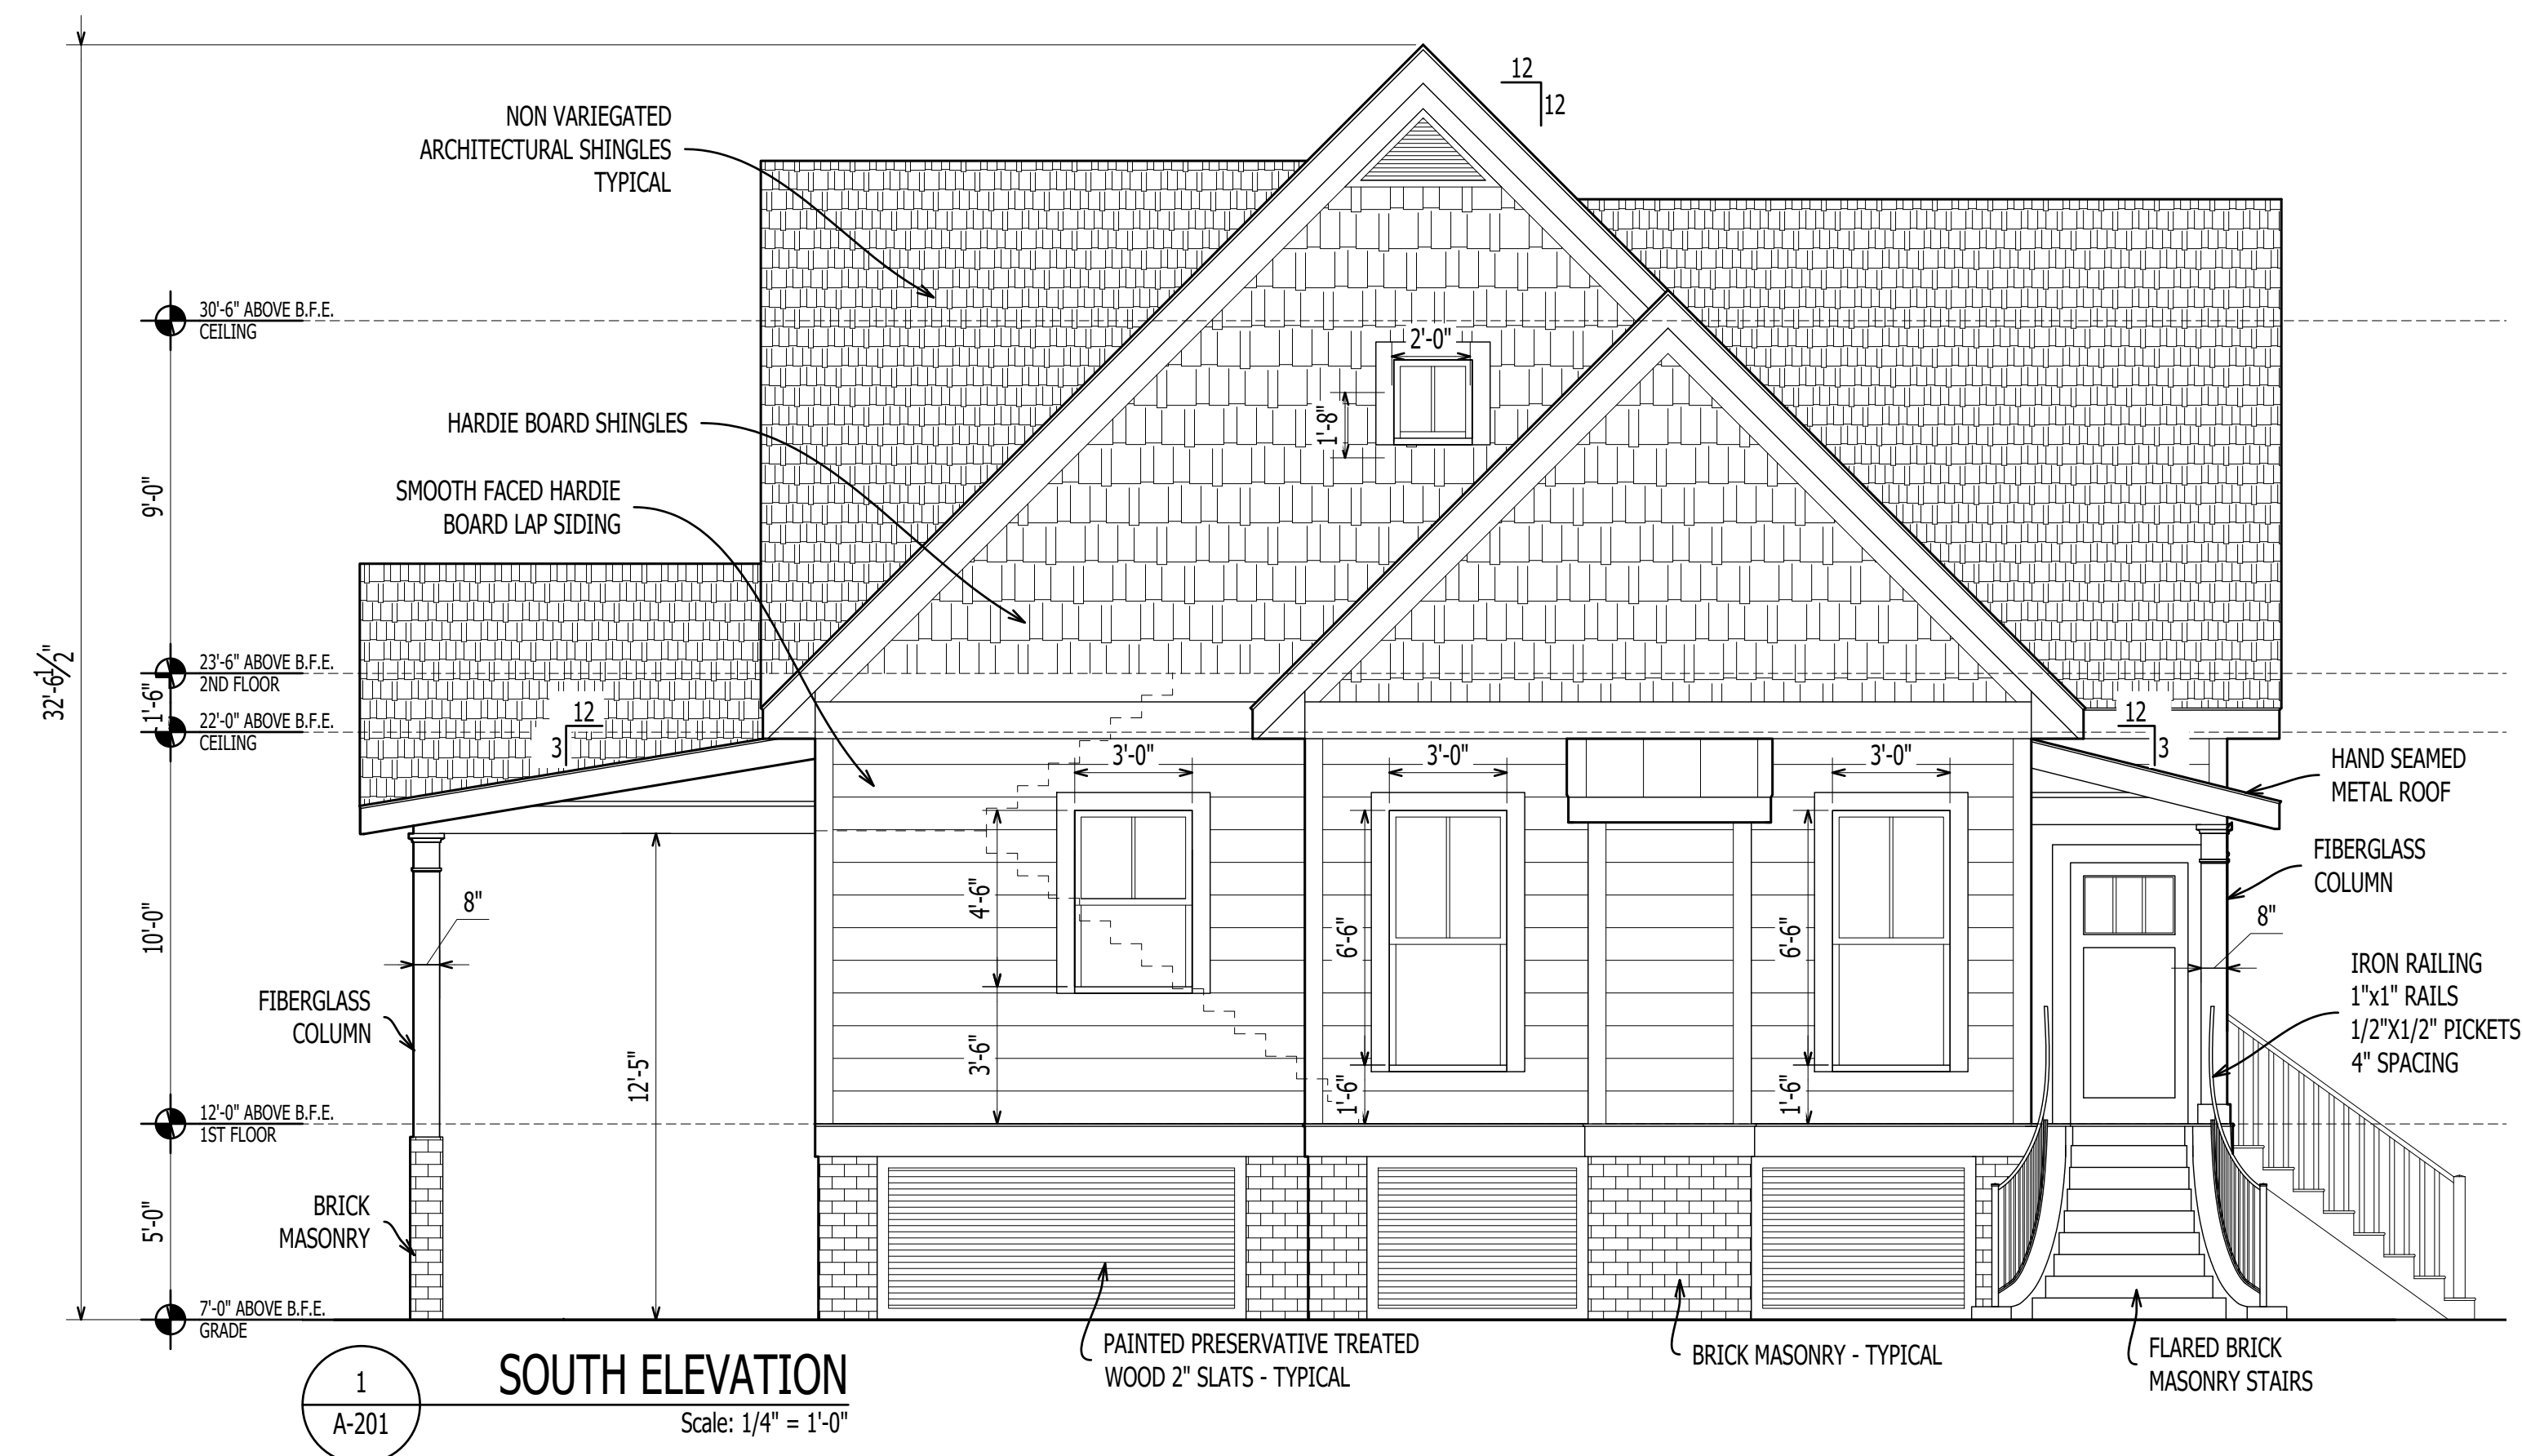 12
12
NON VARIEGATED
ARCHITECTURAL SHINGLES
TYPICAL
30'-6" ABOVE B.F.E.
CEILING
2'-0"
1'-8"
HARDIE BOARD SHINGLES
SMOOTH FACED HARDIE
BOARD LAP SIDING
9'-0"
32'-6 1/2"
23'-6" ABOVE B.F.E.
2ND FLOOR
1'-6"
22'-0" ABOVE B.F.E.
CEILING
12
3
12
3
3'-0"
3'-0"
3'-0"
HAND SEAMED
METAL ROOF
FIBERGLASS
COLUMN
8"
8"
4'-6"
6'-6"
6'-6"
10'-0"
IRON RAILING
1"x1" RAILS
1/2"X1/2" PICKETS
4" SPACING
FIBERGLASS
COLUMN
12'-5"
3'-6"
1'-6"
1'-6"
12'-0" ABOVE B.F.E.
1ST FLOOR
5'-0"
BRICK
MASONRY
7'-0" ABOVE B.F.E.
GRADE
PAINTED PRESERVATIVE TREATED
WOOD 2" SLATS - TYPICAL
BRICK MASONRY - TYPICAL
FLARED BRICK
MASONRY STAIRS
1
A-201
SOUTH ELEVATION
Scale: 1/4" = 1'-0"